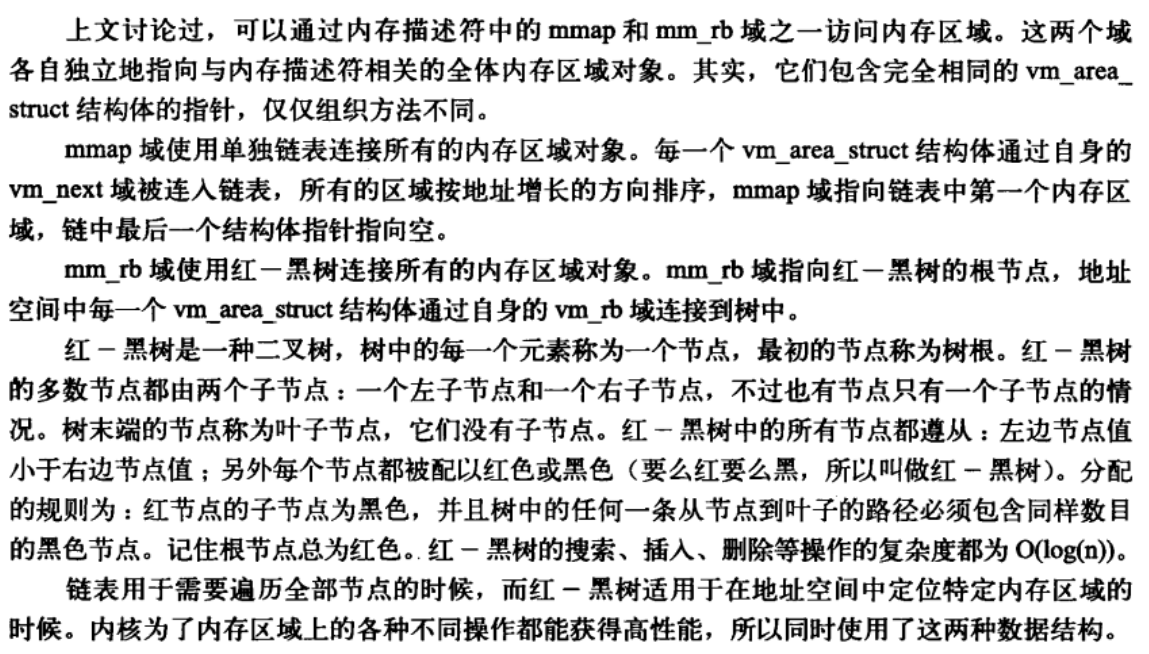 上文讨论过，可以通过内存描述符中的 mmap 和 mm_rb 域之一访问内存区域。这两个域
各自独立地指向与内存描述符相关的全体内存区域对象。其实，它们包含完全相同的 vm_area_
struct 结构体的指针，仅仅组织方法不同。
mmap 域使用单独链表连接所有的内存区域对象。每一个 vm_area_struct 结构体通过自身的
vm_next 域被连入链表，所有的区域按地址增长的方向排序，mmap 域指向链表中第一个内存区
域，链中最后一个结构体指针指向空。
mm_rb 域使用红－黑树连接所有的内存区域对象。mm_rb 域指向红－黑树的根节点，地址
空间中每一个 vm_area_struct 结构体通过自身的 vm_rb 域连接到树中。
红－黑树是一种二叉树，树中的每一个元素称为一个节点，最初的节点称为树根。红－黑树
的多数节点都由两个子节点：一个左子节点和一个右子节点，不过也有节点只有一个子节点的情
况。树末端的节点称为叶子节点，它们没有子节点。红－黑树中的所有节点都遵从：左边节点值
小于右边节点值；另外每个节点都被配以红色或黑色（要么红要么黑，所以叫做红－黑树）。分配
的规则为：红节点的子节点为黑色，并且树中的任何一条从节点到叶子的路径必须包含同样数目
的黑色节点。记住根节点总为红色。红－黑树的搜索、插入、删除等操作的复杂度都为 O(log(n))。
链表用于需要遍历全部节点的时候，而红－黑树适用于在地址空间中定位特定内存区域的
时候。内核为了内存区域上的各种不同操作都能获得高性能，所以同时使用了这两种数据结构。